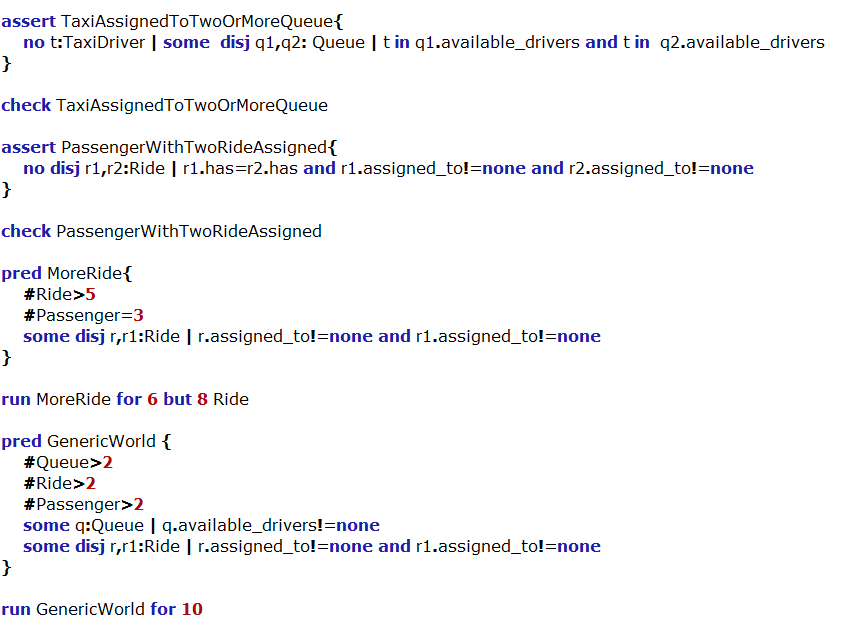 assert TaxiAssignedToTwoOrMoreQueue{
no t:TaxiDriver | some disj q1,q2: Queue | t in q1.available_drivers and t in q2.available_drivers
}
check TaxiAssignedToTwoOrMoreQueue
assert PassengerWithTwoRideAssigned{
no disj r1,r2:Ride | r1.has=r2.has and r1.assigned_to!=none and r2.assigned_to!=none
}
check PassengerWithTwoRideAssigned
pred MoreRide{
#Ride>5
#Passenger=3
some disj r,r1:Ride | r.assigned_to!=none and r1.assigned_to!=none
}
run MoreRide for 6 but 8 Ride
pred GenericWorld {
#Queue>2
#Ride>2
#Passenger>2
some q:Queue | q.available_drivers!=none
some disj r,r1:Ride | r.assigned_to!=none and r1.assigned_to!=none
}
run GenericWorld for 10